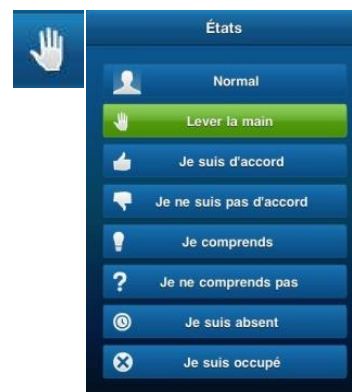 États
Normal
Lever la main
Je suis d'accord
Je ne suis pas d'accord
Je comprends
Je ne comprends pas
Je suis absent
Je suis occupé